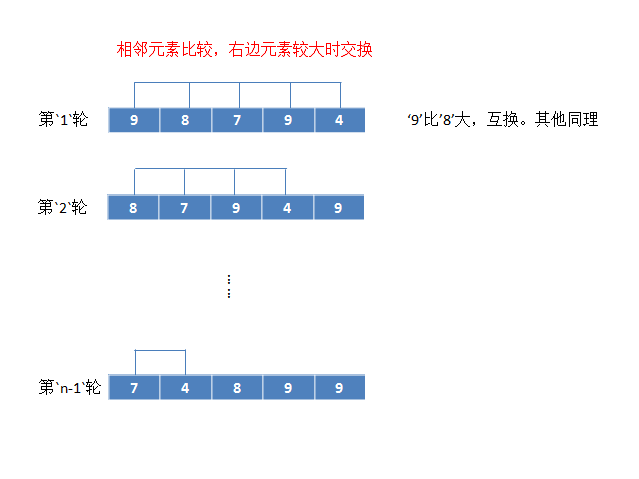 相邻元素比较，右边元素较大时交换
第`1`轮 9 8 7 9 4 ‘9’比’8’大，互换。其他同理
第`2`轮 8 7 9 4 9
第`n-1`轮 7 4 8 9 9